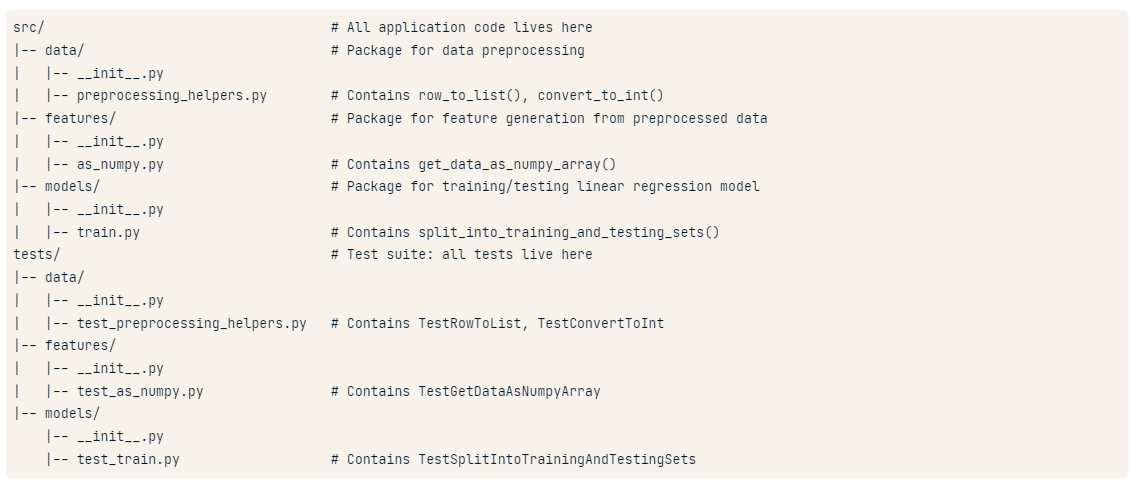 src/                                    # All application code lives here
|-- data/                               # Package for data preprocessing
|   |-- __init__.py
|   |-- preprocessing_helpers.py        # Contains row_to_list(), convert_to_int()
|-- features/                           # Package for feature generation from preprocessed data
|   |-- __init__.py
|   |-- as_numpy.py                     # Contains get_data_as_numpy_array()
|-- models/                             # Package for training/testing linear regression model
|   |-- __init__.py
|   |-- train.py                        # Contains split_into_training_and_testing_sets()
tests/                                  # Test suite: all tests live here
|-- data/
|   |-- __init__.py
|   |-- test_preprocessing_helpers.py   # Contains TestRowToList, TestConvertToInt
|-- features/
|   |-- __init__.py
|   |-- test_as_numpy.py                # Contains TestGetDataAsNumpyArray
|-- models/
    |-- __init__.py
    |-- test_train.py                   # Contains TestSplitIntoTrainingAndTestingSets